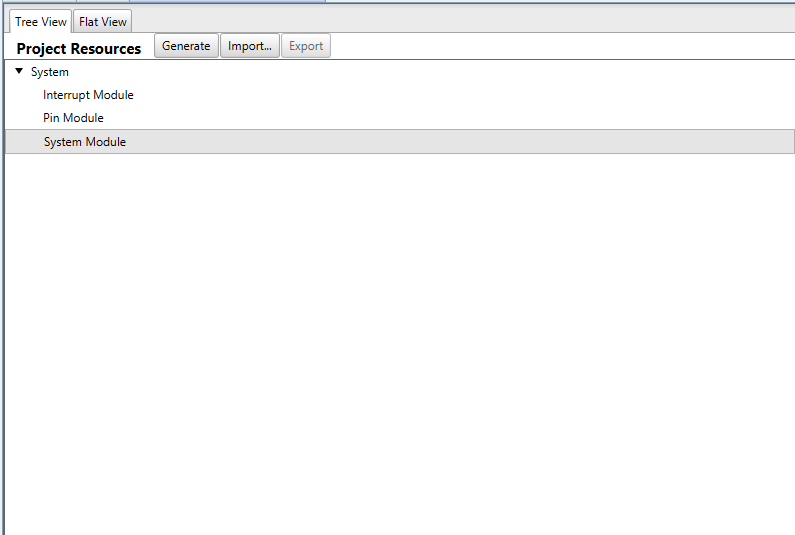 Tree View Flat View
Project Resources Generate Import... Export
System
Interrupt Module
Pin Module
System Module